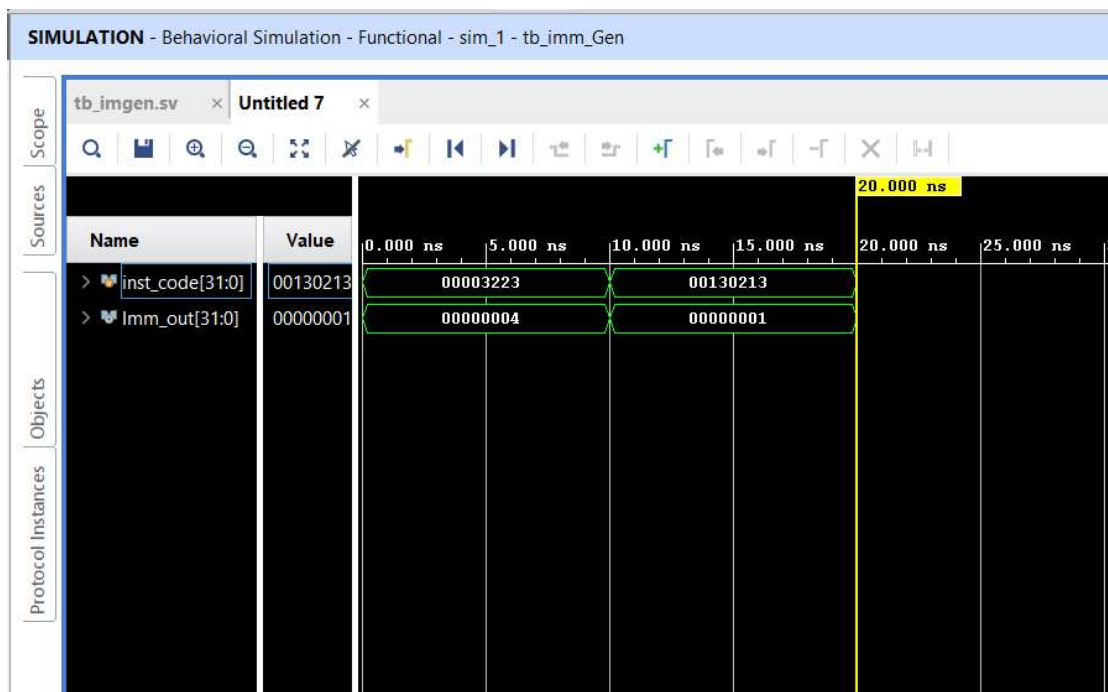 SIMULATION - Behavioral Simulation - Functional - sim_1 - tb_imm_Gen
Scope
Sources
Objects
Protocol Instances
tb_imgen.sv × Untitled 7 ×
20.000 ns
Name Value 0.000 ns 5.000 ns 10.000 ns 15.000 ns 20.000 ns 25.000 ns
inst_code[31:0] 00130213 00003223 00130213
Imm_out[31:0] 00000001 00000004 00000001